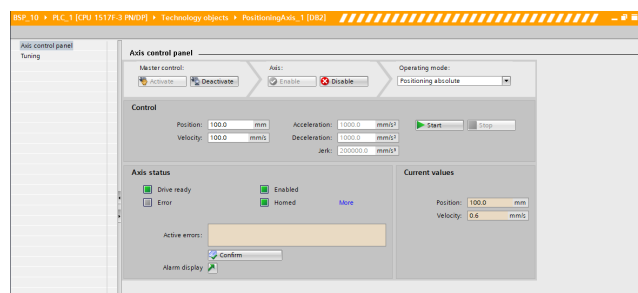 BSP_10 ▸ PLC_1 [CPU 1517F-3 PN/DP] ▸ Technology objects ▸ PositioningAxis_1 [DB2]
Axis control panel
Tuning
Axis control panel
Master control: Axis: Operating mode:
Activate Deactivate Enable Disable Positioning absolute
Control
Position: 100.0 mm Acceleration: 1000.0 mm/s² Start Stop
Velocity: 100.0 mm/s Deceleration: 1000.0 mm/s²
Jerk: 200000.0 mm/s³
Axis status Current values
Drive ready Enabled
Error Homed More Position: 100.0 mm
Velocity: 0.6 mm/s
Active errors:
Confirm
Alarm display